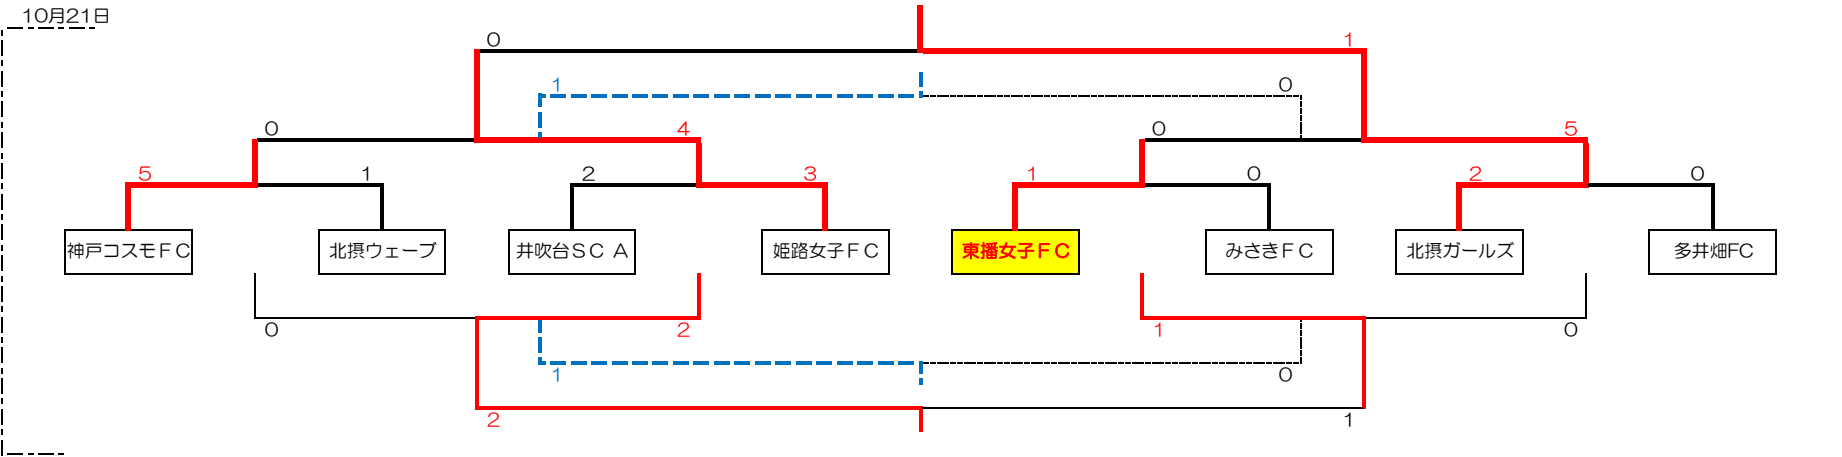 10月21日
0 1
1 0
0 4 0 5
5 1 2 3 1 0 2 0
神戸コスモＦＣ 北摂ウェーブ 井吹台ＳＣ Ａ 姫路女子ＦＣ 東播女子ＦＣ みさきＦＣ 北摂ガールズ 多井畑FC
0 2 1 0
1 0
2 1